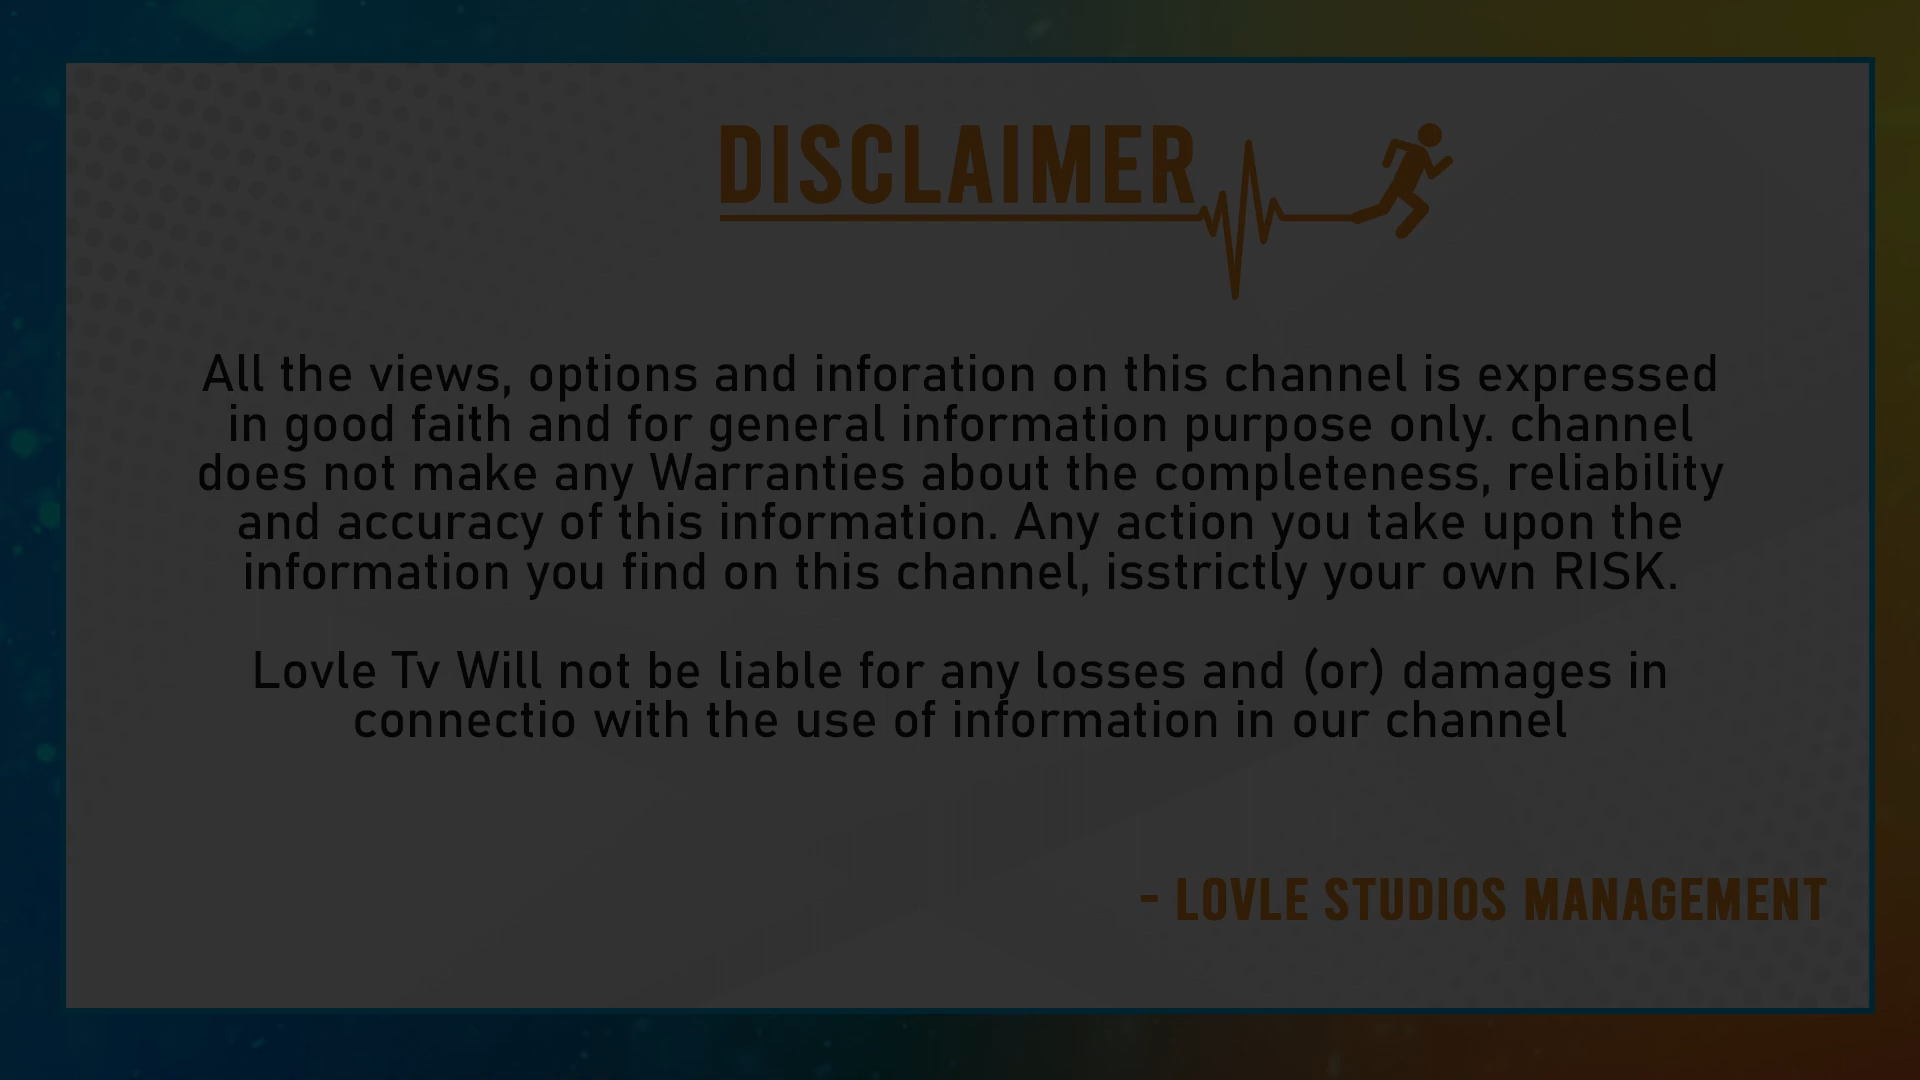 DISCLAIMER
All the views, options and inforation on this channel is expressed
in good faith and for general information purpose only. channel
does not make any Warranties about the completeness, reliability
and accuracy of this information. Any action you take upon the
information you find on this channel, isstrictly your own RISK.
Lovle Tv Will not be liable for any losses and (or) damages in
connectio with the use of information in our channel
- LOVLE STUDIOS MANAGEMENT